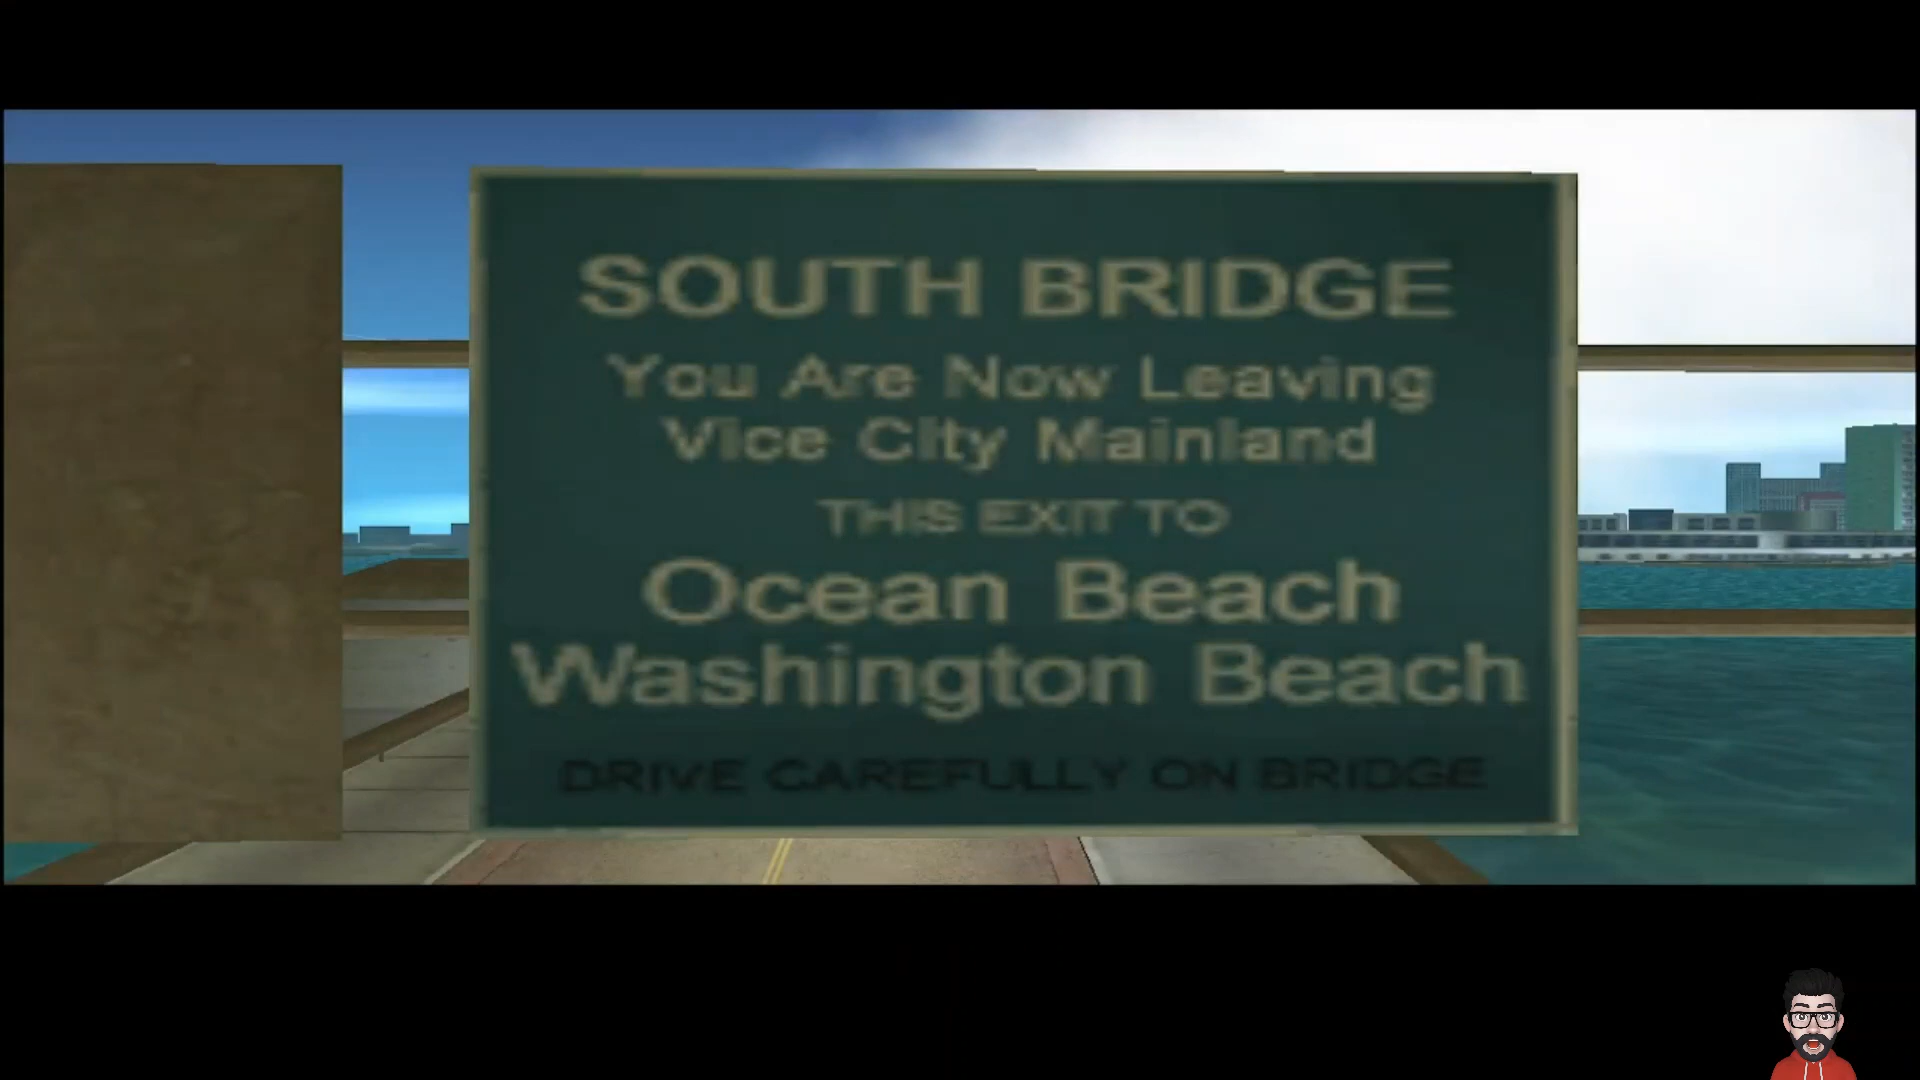 SOUTH BRIDGE
You Are Now Leaving
Vice City Mainland
THIS EXIT TO
Ocean Beach
Washington Beach
DRIVE CAREFULLY ON BRIDGE